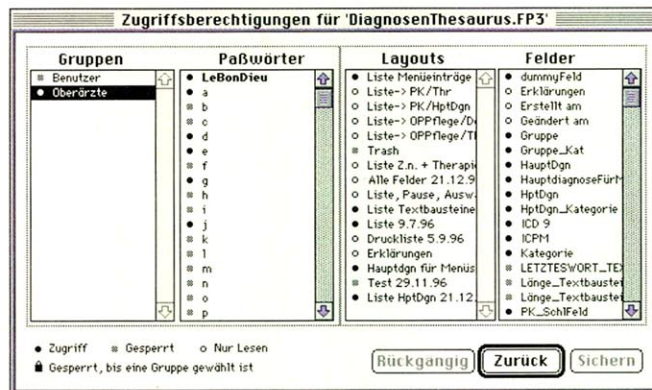 Zugriffsberechtigungen für 'DiagnosenThesaurus.FP3'
Gruppen
Benutzer
Oberärzte
Paßwörter
LeBonDieu
a
b
c
d
e
f
g
h
i
j
k
l
m
n
o
p
Layouts
Liste Menüeinträge
Liste-> PK/Thr
Liste-> PK/HptDgn
Liste-> OPPflege/D
Liste-> OPPflege/T
Trash
Liste Z.n. + Therapi
Alle Felder 21.12.9
Liste, Pause, Ausw
Liste Textbausteine
Liste 9.7.96
Druckliste 5.9.96
Erklärungen
Hauptdgn für Menüs
Test 29.11.96
Liste HptDgn 21.12.
Felder
dummyFeld
Erklärungen
Erstellt am
Geändert am
Gruppe
Gruppe_Kat
HauptDgn
HauptdiagnoseFürM
HptDgn
HptDgn_Kategorie
ICD 9
ICPM
Kategorie
LETZTESWORT_TEX
Länge_Textbaustei
Länge_Textbaustei
PK_SchlFeld
Zugriff Gesperrt Nur Lesen
Gesperrt, bis eine Gruppe gewählt ist
Rückgängig Zurück Sichern